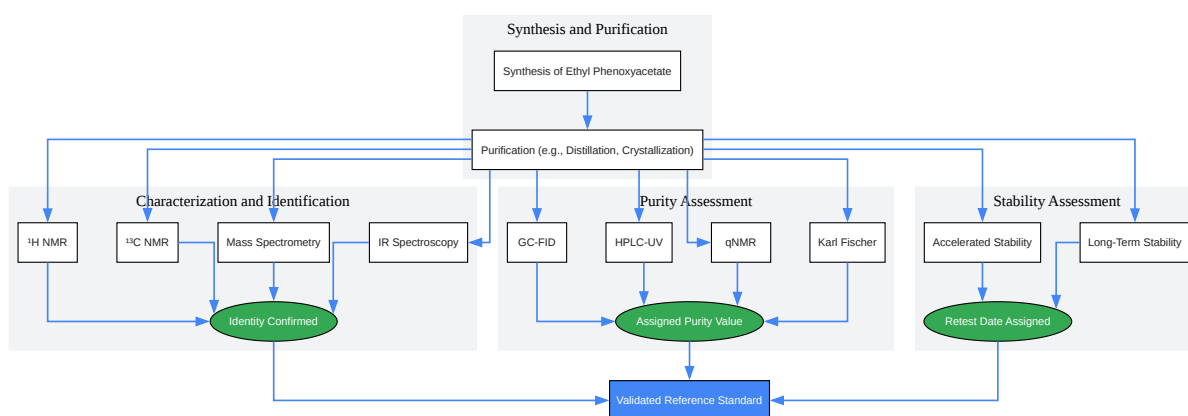 Synthesis and Purification
Synthesis of Ethyl Phenoxyacetate
Purification (e.g., Distillation, Crystallization)
Characterization and Identification
Purity Assessment
Stability Assessment
¹H NMR
¹³C NMR
Mass Spectrometry
IR Spectroscopy
GC-FID
HPLC-UV
qNMR
Karl Fischer
Accelerated Stability
Long-Term Stability
Identity Confirmed
Assigned Purity Value
Retest Date Assigned
Validated Reference Standard